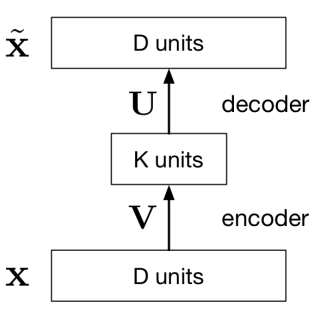 x̃ D units
U decoder
K units
V encoder
x D units